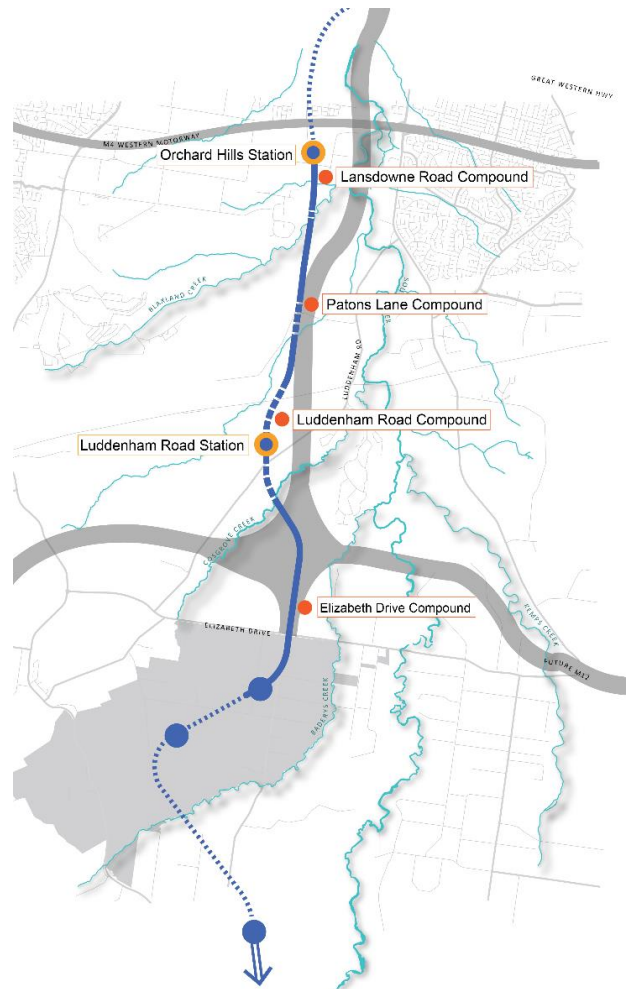 GREAT WESTERN HWY
M4 WESTERN MOTORWAY
Orchard Hills Station
Lansdowne Road Compound
BLAXLAND CREEK
Patons Lane Compound
LUDDENHAM RD
Luddenham Road Compound
Luddenham Road Station
COSGROVE CREEK
Elizabeth Drive Compound
ELIZABETH DRIVE
KEMPS CREEK
FUTURE M12
BADERYS CREEK